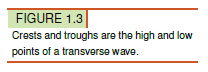 FIGURE 1.3
Crests and troughs are the high and low
points of a transverse wave.